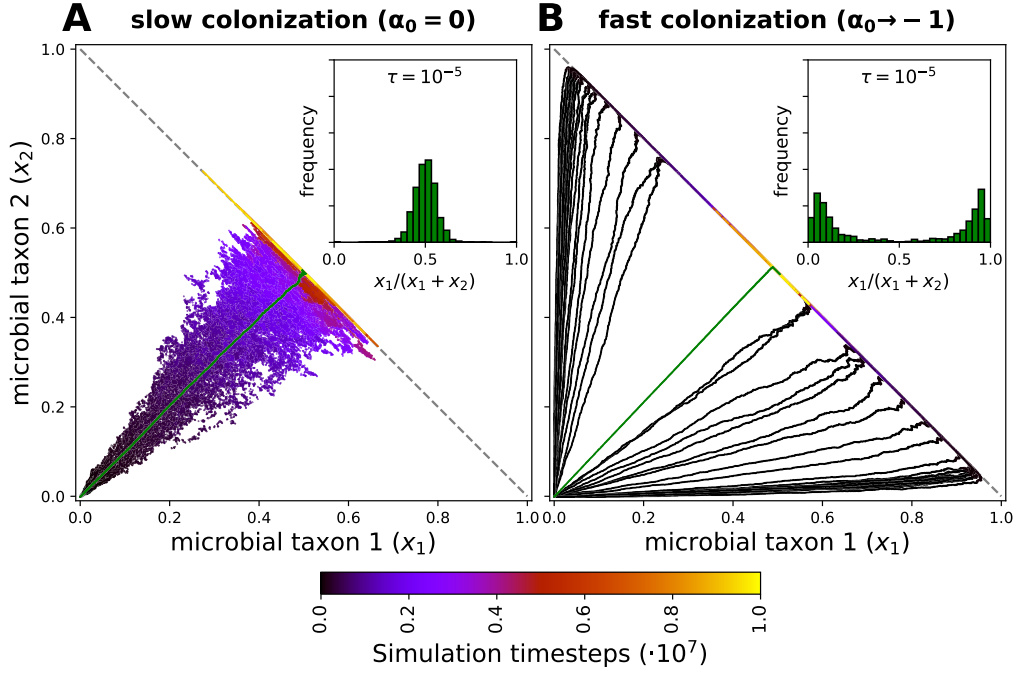 A slow colonization (α₀ = 0)
B fast colonization (α₀→ − 1)
microbial taxon 2 (x₂)
1.0
0.8
0.6
0.4
0.2
0.0
0.0 0.2 0.4 0.6 0.8 1.0
microbial taxon 1 (x₁)
τ = 10⁻⁵
frequency
0.5 1.0
x₁/(x₁ + x₂)
0.0 0.2 0.4 0.6 0.8 1.0
microbial taxon 1 (x₁)
τ = 10⁻⁵
frequency
0.0 0.5 1.0
x₁/(x₁ + x₂)
0.0 0.2 0.4 0.6 0.8 1.0
Simulation timesteps (·10⁷)